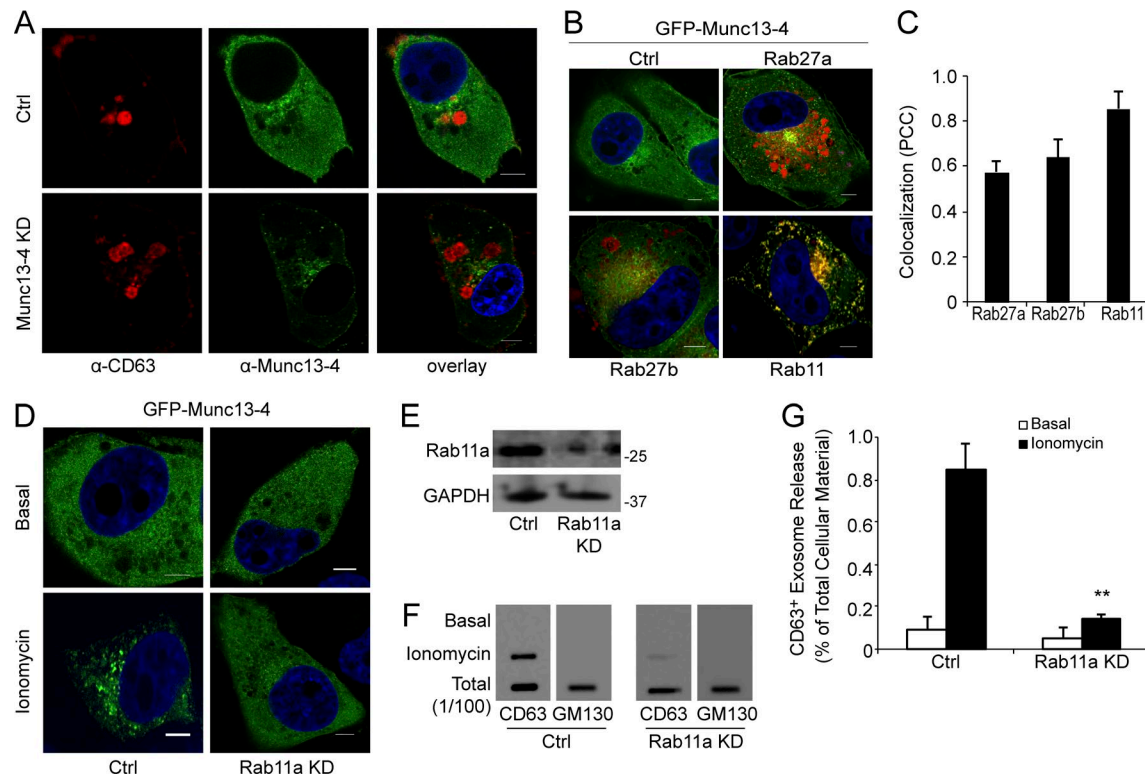 A
Ctrl
Munc13-4 KD
α-CD63
α-Munc13-4
overlay
B
GFP-Munc13-4
Ctrl
Rab27a
Rab27b
Rab11
C
Colocalization (PCC)
1.0
0.8
0.6
0.4
0.2
0
Rab27a
Rab27b
Rab11
D
GFP-Munc13-4
Basal
Ionomycin
Ctrl
Rab11a KD
E
Rab11a
-25
GAPDH
-37
Ctrl
Rab11a
KD
F
Basal
Ionomycin
Total
(1/100)
CD63 GM130
Ctrl
CD63 GM130
Rab11a KD
G
Basal
Ionomycin
CD63+ Exosome Release
(% of Total Cellular Material)
1.0
0.8
0.6
0.4
0.2
0
**
Ctrl
Rab11a KD